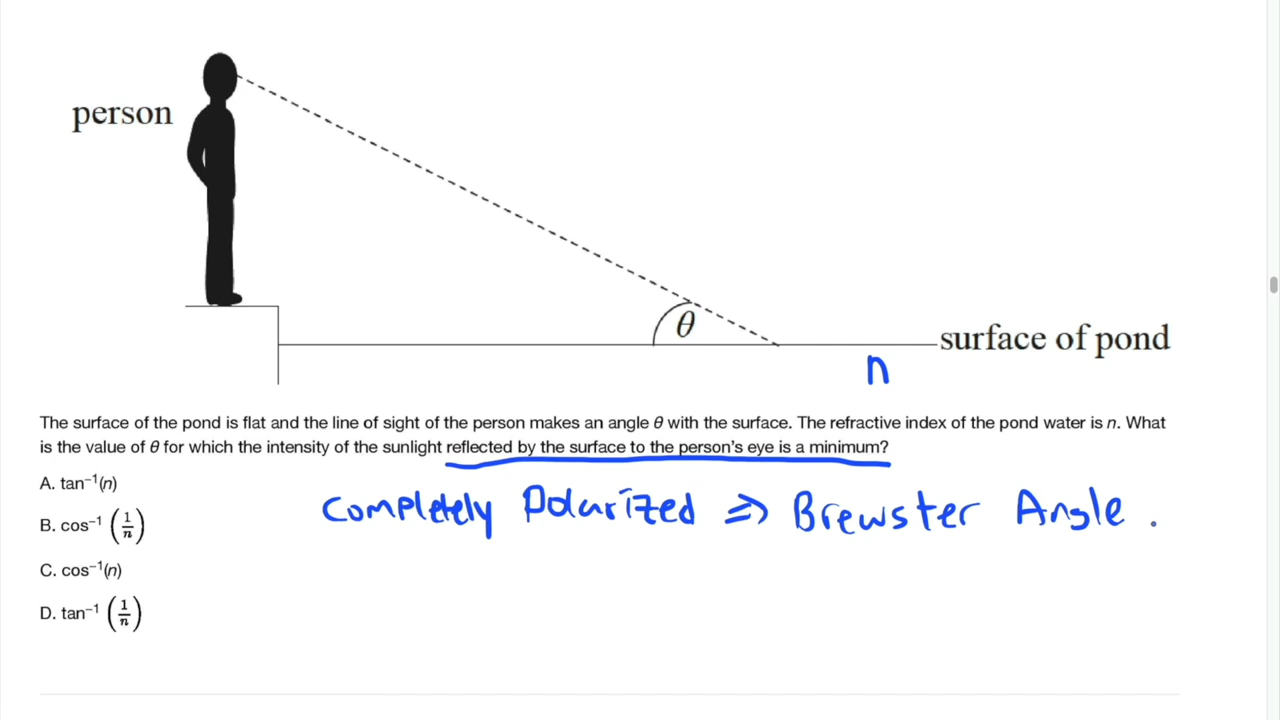 person
θ
surface of pond
n
The surface of the pond is flat and the line of sight of the person makes an angle θ with the surface. The refractive index of the pond water is n. What
is the value of θ for which the intensity of the sunlight reflected by the surface to the person's eye is a minimum?
A. tan⁻¹(n)
B. cos⁻¹ (1/n)
C. cos⁻¹(n)
D. tan⁻¹ (1/n)
Completely Polarized => Brewster Angle.